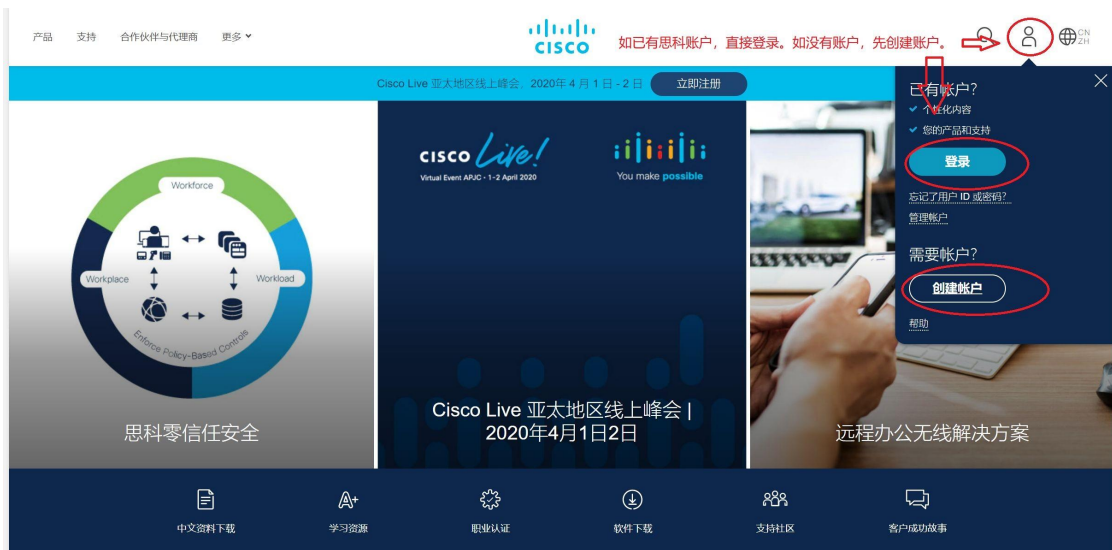 产品 支持 合作伙伴与代理商 更多
CISCO
如已有思科账户，直接登录。如没有账户，先创建账户。
CN
ZH
Cisco Live 亚太地区线上峰会，2020年 4 月 1 日 - 2 日 立即注册
已有帐户?
个性化内容
您的产品和支持
登录
忘记了用户 ID 或密码?
管理帐户
需要帐户?
创建帐户
帮助
Workforce
Workplace
Workload
Enforce Policy-Based Controls
思科零信任安全
CISCO Live!
Virtual Event APJC • 1-2 April 2020
You make possible
Cisco Live 亚太地区线上峰会 |
2020年4月1日2日
远程办公无线解决方案
中文资料下载 学习资源 职业认证 软件下载 支持社区 客户成功故事